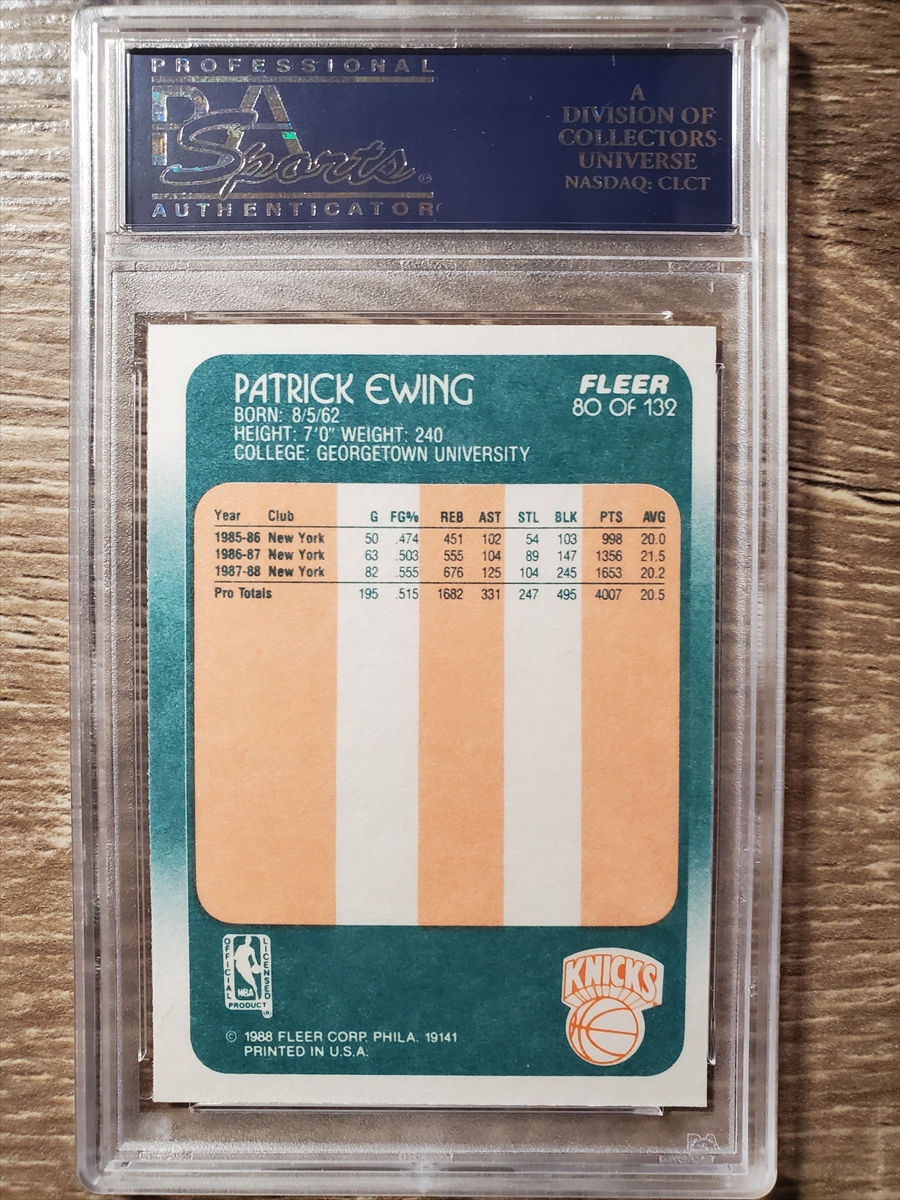 PROFESSIONAL
PSA
Sports
AUTHENTICATOR
A
DIVISION OF
COLLECTORS
UNIVERSE
NASDAQ: CLCT
PATRICK EWING
BORN: 8/5/62
HEIGHT: 7'0" WEIGHT: 240
COLLEGE: GEORGETOWN UNIVERSITY
FLEER
80 OF 132
Year Club G FG% REB AST STL BLK PTS AVG
1985-86 New York 50 .474 451 102 54 103 998 20.0
1986-87 New York 63 .503 555 104 89 147 1356 21.5
1987-88 New York 82 .555 676 125 104 245 1653 20.2
Pro Totals 195 .515 1682 331 247 495 4007 20.5
OFFICIAL
LICENSED
NBA
PRODUCT
KNICKS
© 1988 FLEER CORP. PHILA. 19141
PRINTED IN U.S.A.
PSA